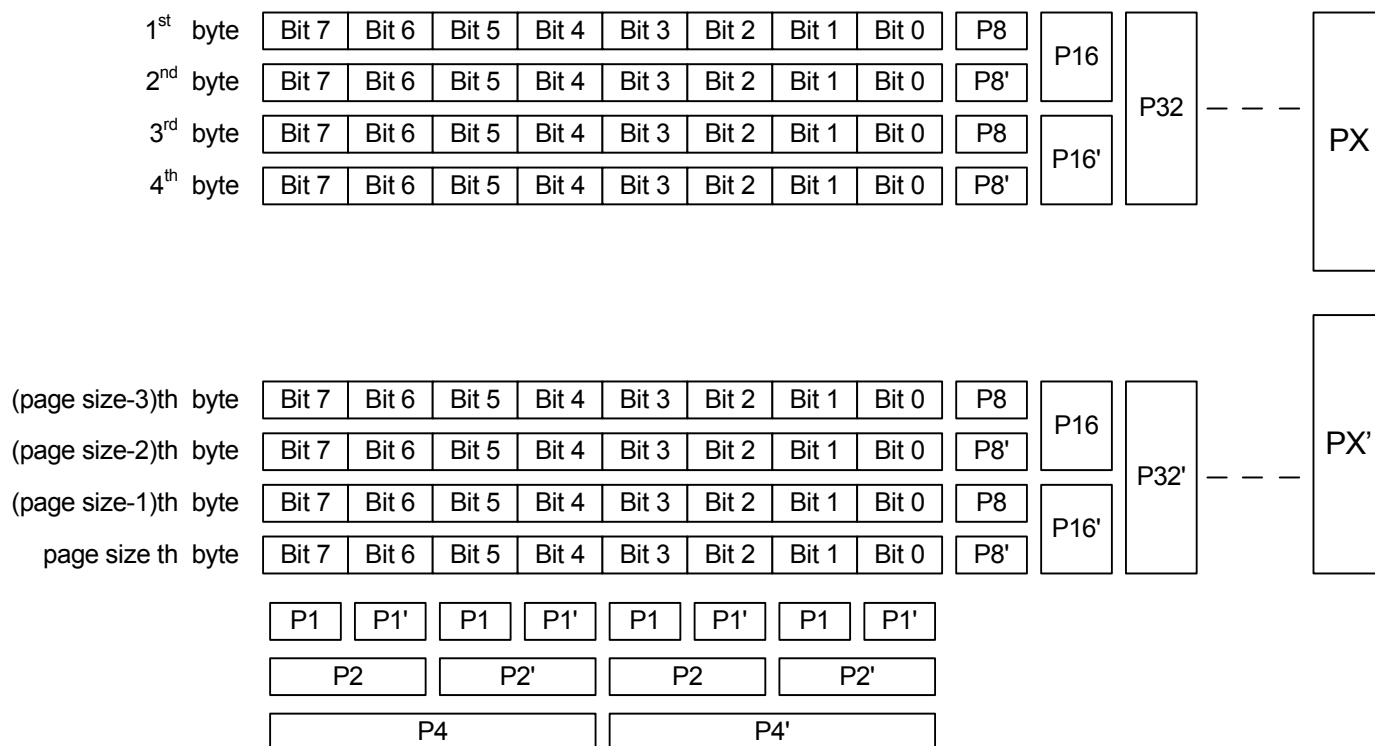 1st byte Bit 7 Bit 6 Bit 5 Bit 4 Bit 3 Bit 2 Bit 1 Bit 0 P8
P16
2nd byte Bit 7 Bit 6 Bit 5 Bit 4 Bit 3 Bit 2 Bit 1 Bit 0 P8'
P32
PX
3rd byte Bit 7 Bit 6 Bit 5 Bit 4 Bit 3 Bit 2 Bit 1 Bit 0 P8
P16'
4th byte Bit 7 Bit 6 Bit 5 Bit 4 Bit 3 Bit 2 Bit 1 Bit 0 P8'
(page size-3)th byte Bit 7 Bit 6 Bit 5 Bit 4 Bit 3 Bit 2 Bit 1 Bit 0 P8
P16
(page size-2)th byte Bit 7 Bit 6 Bit 5 Bit 4 Bit 3 Bit 2 Bit 1 Bit 0 P8'
P32'
PX’
(page size-1)th byte Bit 7 Bit 6 Bit 5 Bit 4 Bit 3 Bit 2 Bit 1 Bit 0 P8
P16'
page size th byte Bit 7 Bit 6 Bit 5 Bit 4 Bit 3 Bit 2 Bit 1 Bit 0 P8'
P1 P1' P1 P1' P1 P1' P1 P1'
P2 P2' P2 P2'
P4 P4'